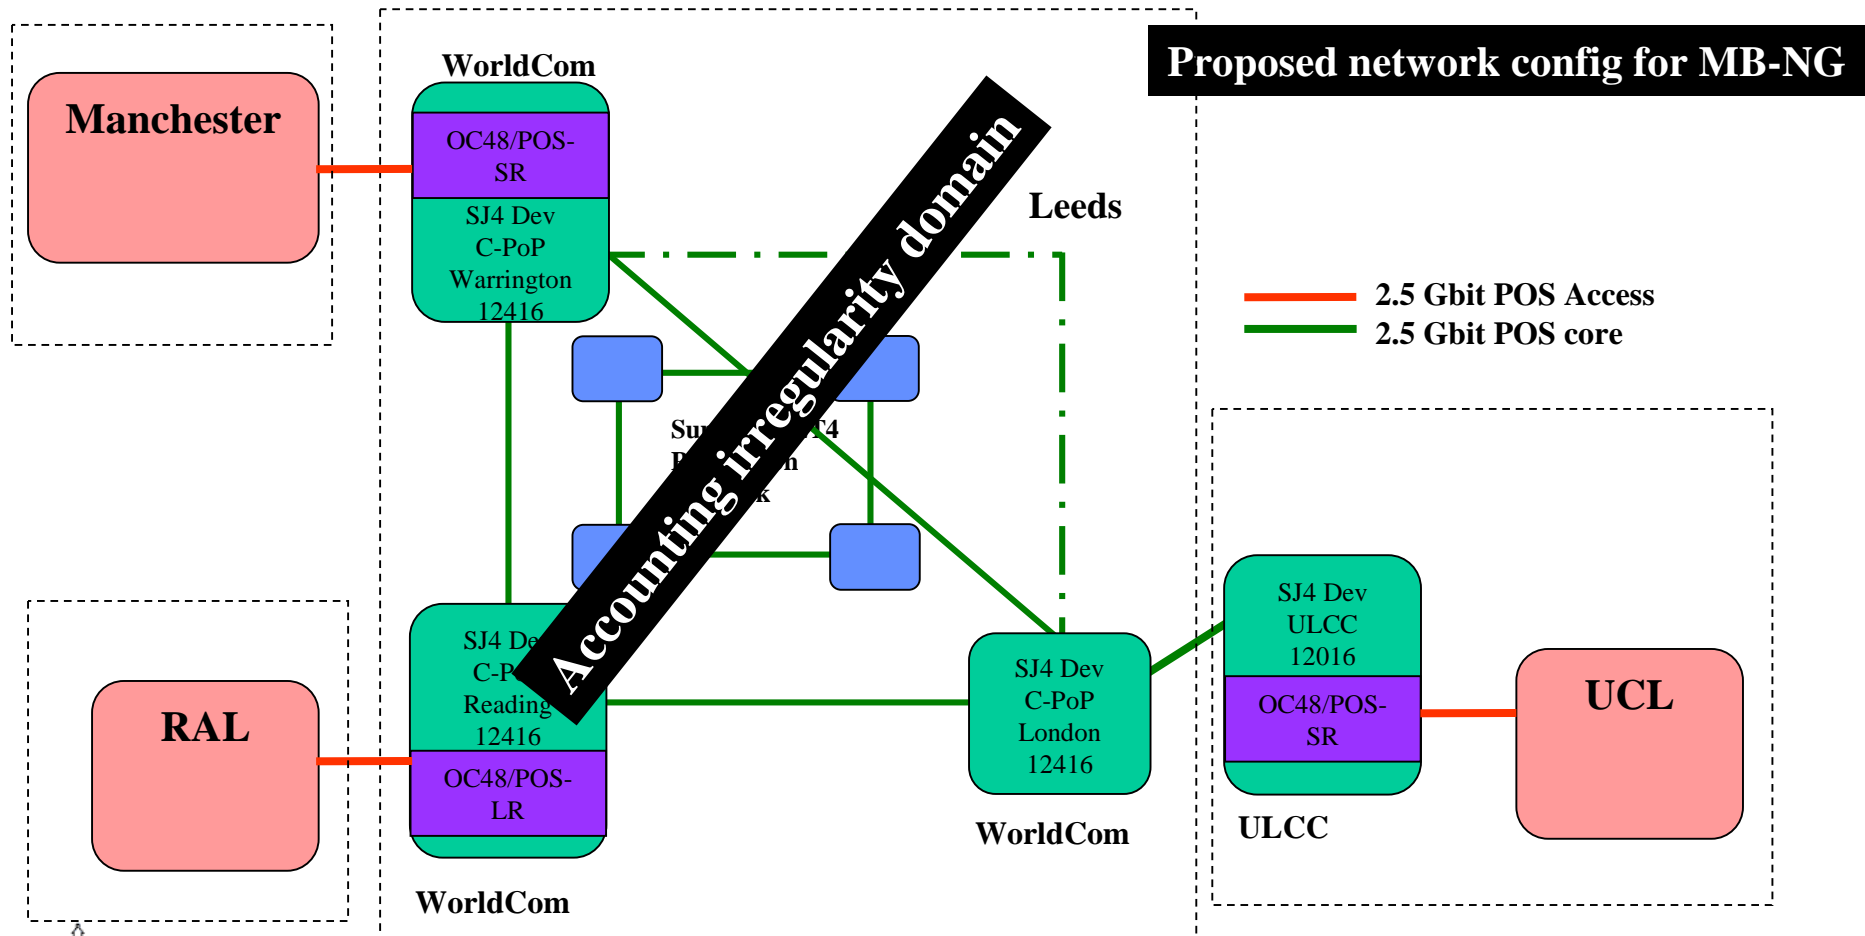 Proposed network config for MB-NG
WorldCom
Manchester
OC48/POS-
SR
SJ4 Dev
C-PoP
Warrington
12416
Leeds
Accounting irregularity domain
2.5 Gbit POS Access
2.5 Gbit POS core
SJ4
C-
Reading
12416
OC48/POS-
LR
WorldCom
RAL
SJ4 Dev
C-PoP
London
12416
WorldCom
SJ4 Dev
ULCC
12016
OC48/POS-
SR
ULCC
UCL